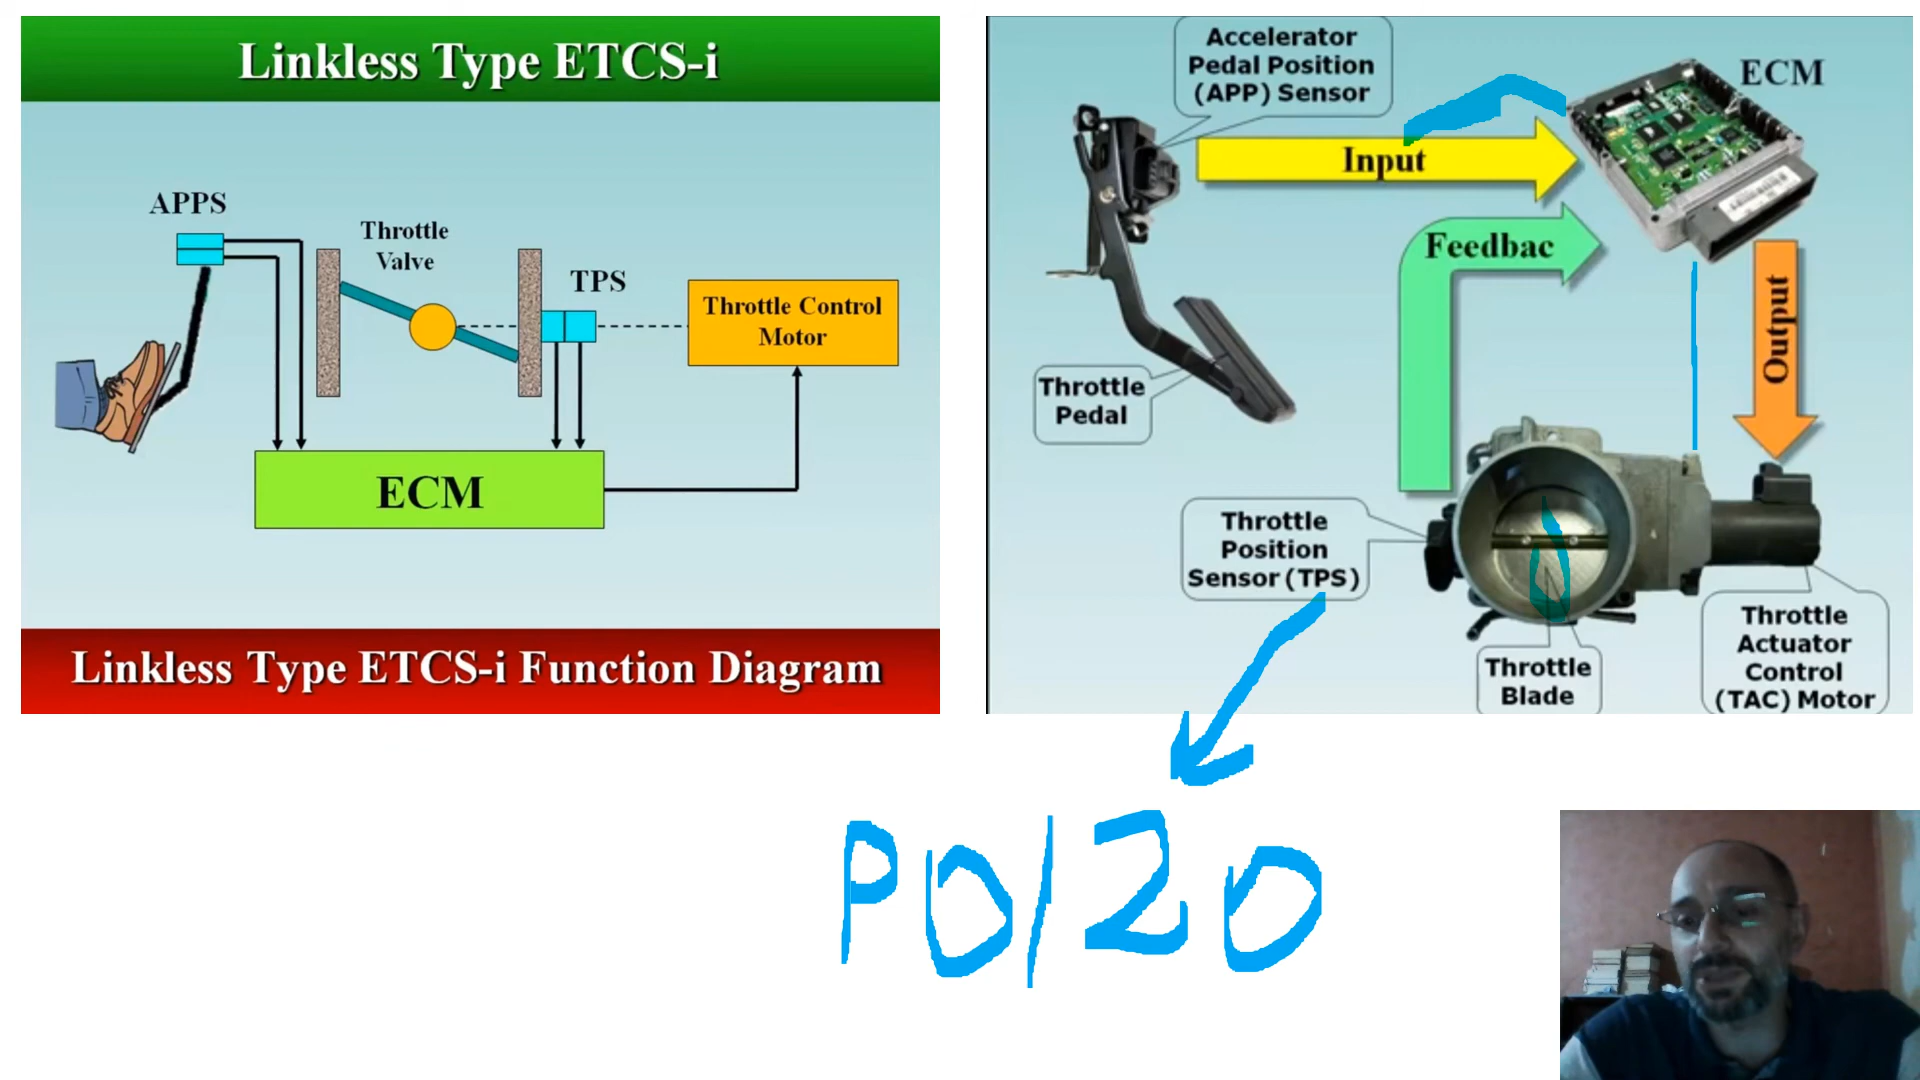 Linkless Type ETCS-i
APPS
Throttle
Valve
TPS
Throttle Control
Motor
ECM
Linkless Type ETCS-i Function Diagram
Accelerator
Pedal Position
(APP) Sensor
ECM
Input
Feedbac
Output
Throttle
Pedal
Throttle
Position
Sensor (TPS)
Throttle
Blade
Throttle
Actuator
Control
(TAC) Motor
P0120